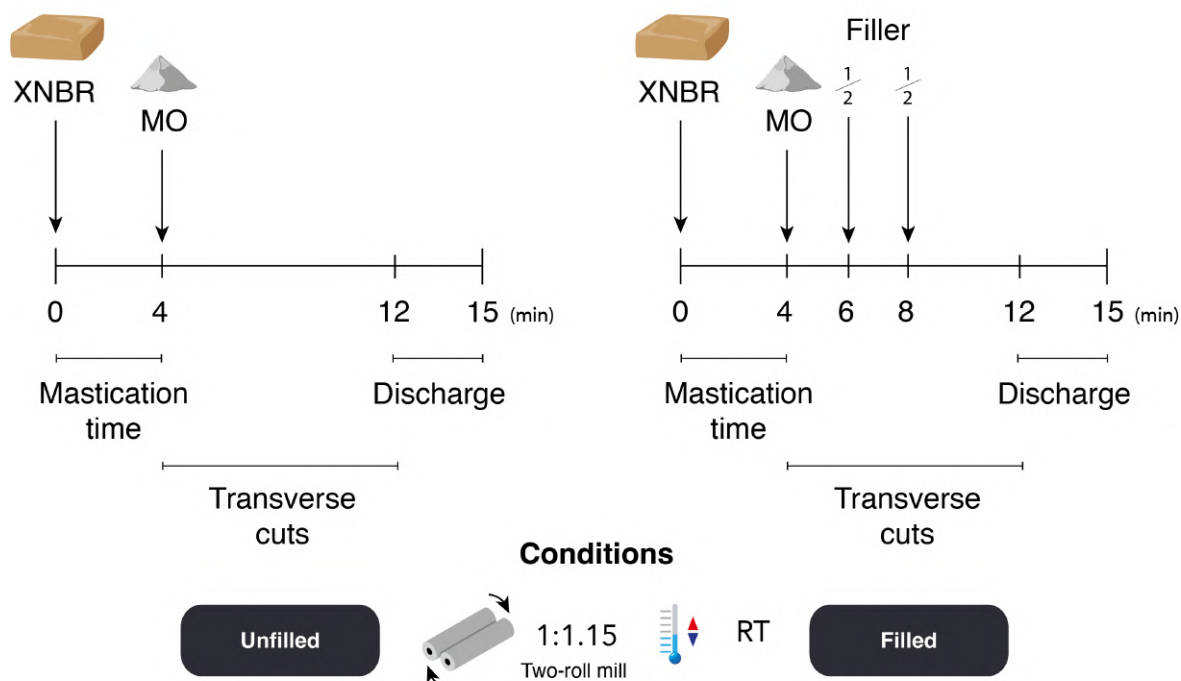 XNBR
MO
0 4 12 15 (min)
Mastication
time
Discharge
Transverse
cuts
Filler
XNBR
MO
1/2 1/2
0 4 6 8 12 15 (min)
Mastication
time
Discharge
Transverse
cuts
Conditions
Unfilled
1:1.15
Two-roll mill
RT
Filled